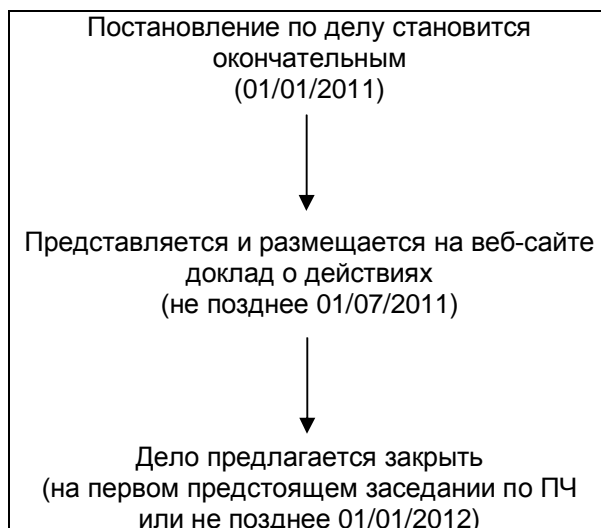 Постановление по делу становится
окончательным
(01/01/2011)
Представляется и размещается на веб-сайте
доклад о действиях
(не позднее 01/07/2011)
Дело предлагается закрыть
(на первом предстоящем заседании по ПЧ
или не позднее 01/01/2012)